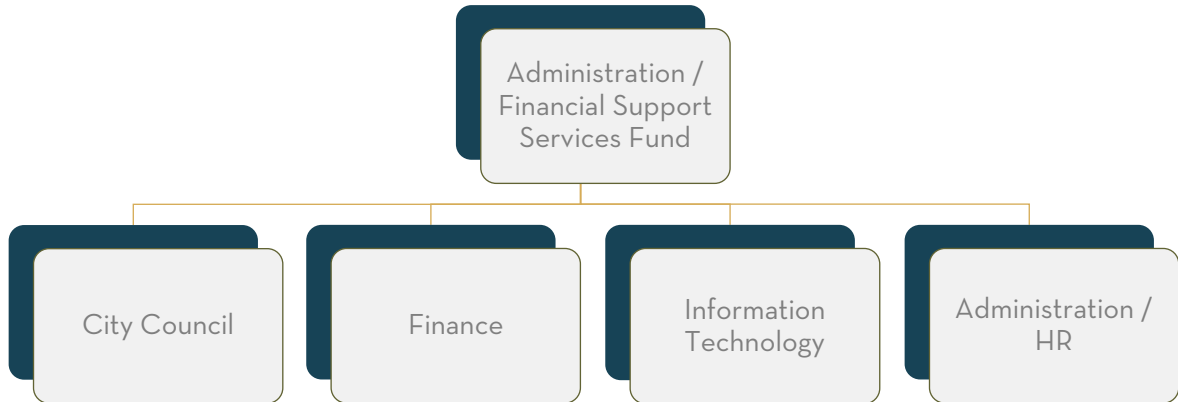 Administration /
Financial Support
Services Fund
City Council
Finance
Information
Technology
Administration /
HR